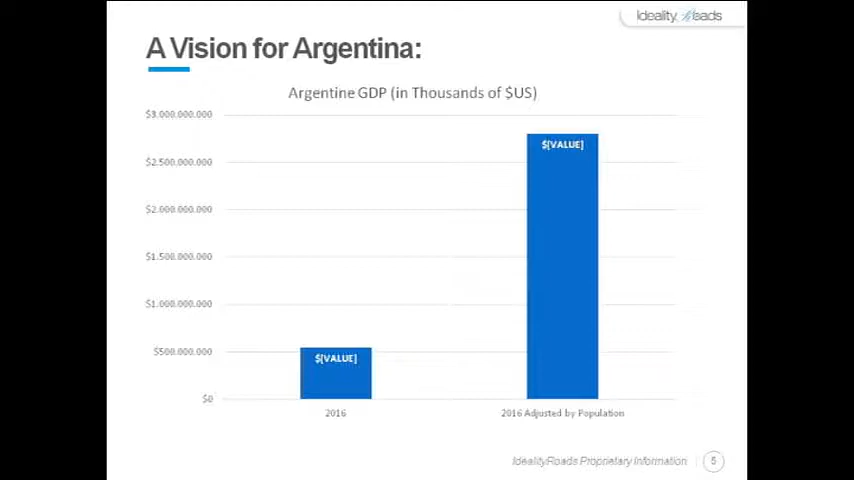 Ideality Roads
A Vision for Argentina:
Argentine GDP (in Thousands of $US)
$3.000.000.000
$2.500.000.000
$2.000.000.000
$1.500.000.000
$1.000.000.000
$500.000.000
$0
$[VALUE]
$[VALUE]
2016
2016 Adjusted by Population
IdealityRoads Proprietary Information
5